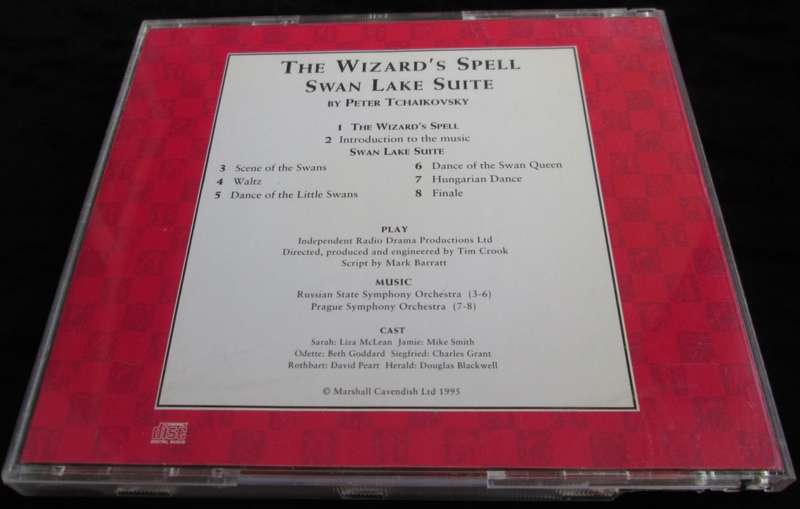 THE WIZARD'S SPELL
SWAN LAKE SUITE
BY PETER TCHAIKOVSKY
1 THE WIZARD'S SPELL
2 Introduction to the music
SWAN LAKE SUITE
3 Scene of the Swans
4 Waltz
5 Dance of the Little Swans
6 Dance of the Swan Queen
7 Hungarian Dance
8 Finale
PLAY
Independent Radio Drama Productions Ltd
Directed, produced and engineered by Tim Crook
Script by Mark Barratt
MUSIC
Russian State Symphony Orchestra (3-6)
Prague Symphony Orchestra (7-8)
CAST
Sarah: Liza McLean Jamie: Mike Smith
Odette: Beth Goddard Siegfried: Charles Grant
Rothbart: David Peart Herald: Douglas Blackwell
© Marshall Cavendish Ltd 1995
COMPACT
disc
DIGITAL AUDIO